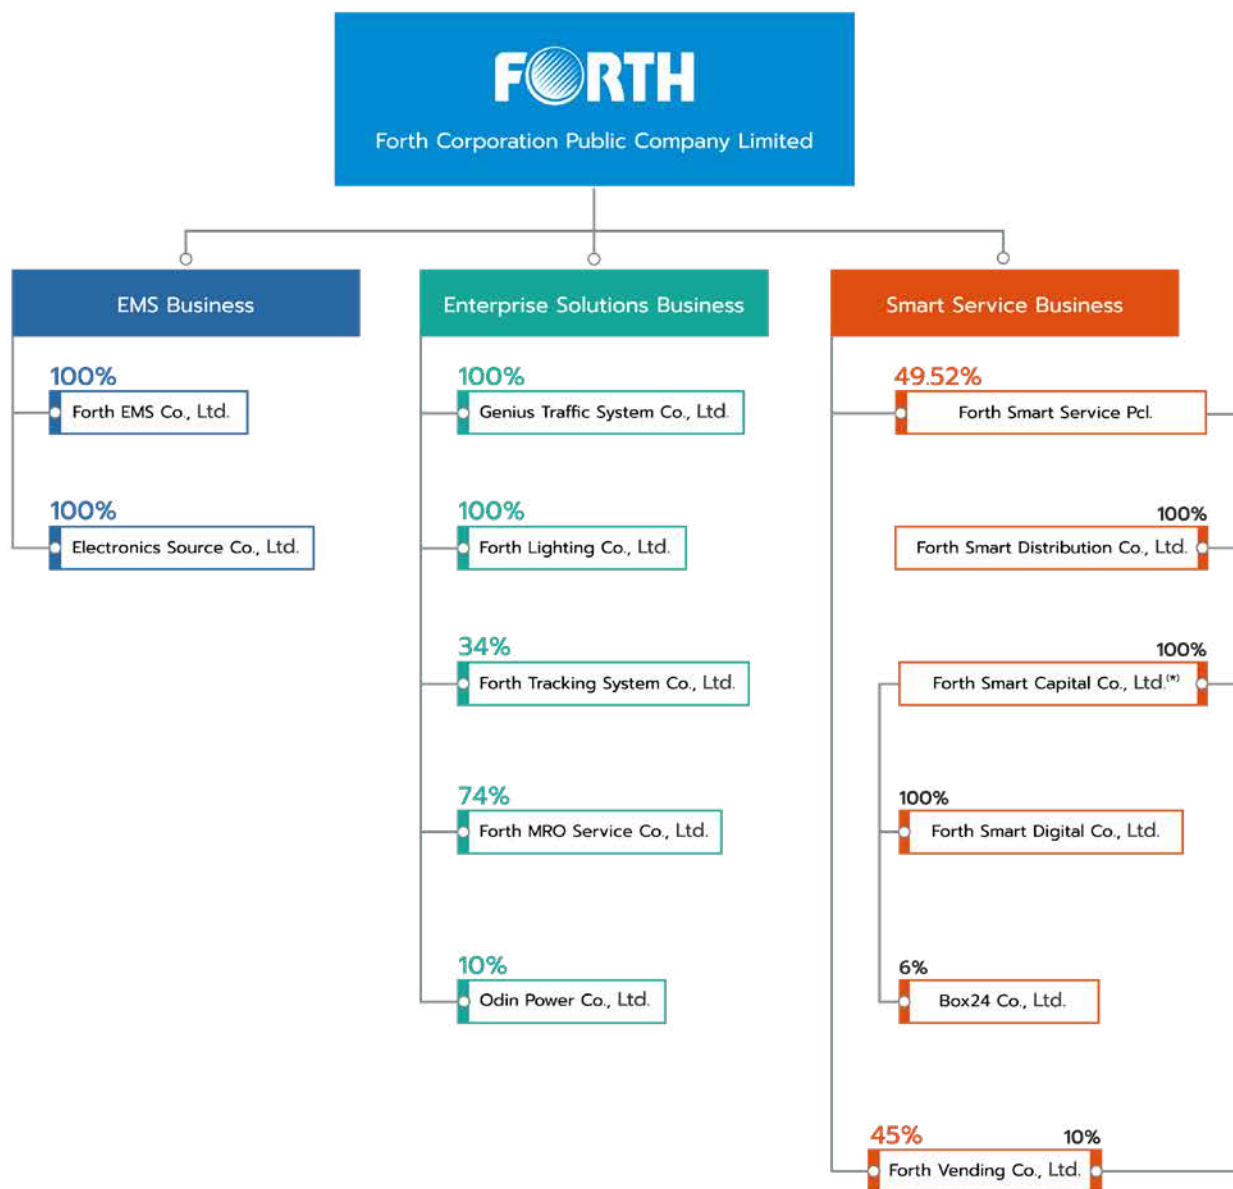 FORTH
Forth Corporation Public Company Limited
EMS Business
100%
Forth EMS Co., Ltd.
100%
Electronics Source Co., Ltd.
Enterprise Solutions Business
100%
Genius Traffic System Co., Ltd.
100%
Forth Lighting Co., Ltd.
34%
Forth Tracking System Co., Ltd.
74%
Forth MRO Service Co., Ltd.
10%
Odin Power Co., Ltd.
Smart Service Business
49.52%
Forth Smart Service Pcl.
100%
Forth Smart Distribution Co., Ltd.
100%
Forth Smart Capital Co., Ltd.(*)
100%
Forth Smart Digital Co., Ltd.
6%
Box24 Co., Ltd.
45% 10%
Forth Vending Co., Ltd.